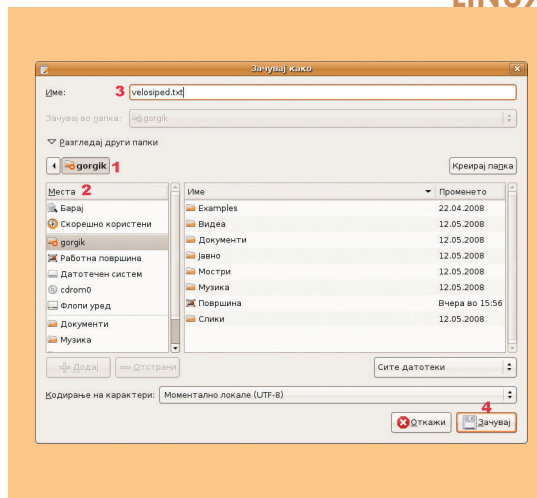 LINUX
Зачувај како
Име: 3 velosiped.txt
Зачувај во папка: gorgik
Разгледај други папки
gorgik 1 Креирај папка
Места 2
Барај
Скорешно користени
gorgik
Работна површина
Датотечен систем
cdrom0
Флопи уред
Документи
Музика
Име Променето
Examples 22.04.2008
Видеа 12.05.2008
Документи 12.05.2008
Јавно 12.05.2008
Мостри 12.05.2008
Музика 12.05.2008
Површина Вчера во 15:56
Слики 12.05.2008
Додај Отстрани Сите датотеки
Кодирање на карактери: Моментално локале (UTF-8)
4
Откажи Зачувај